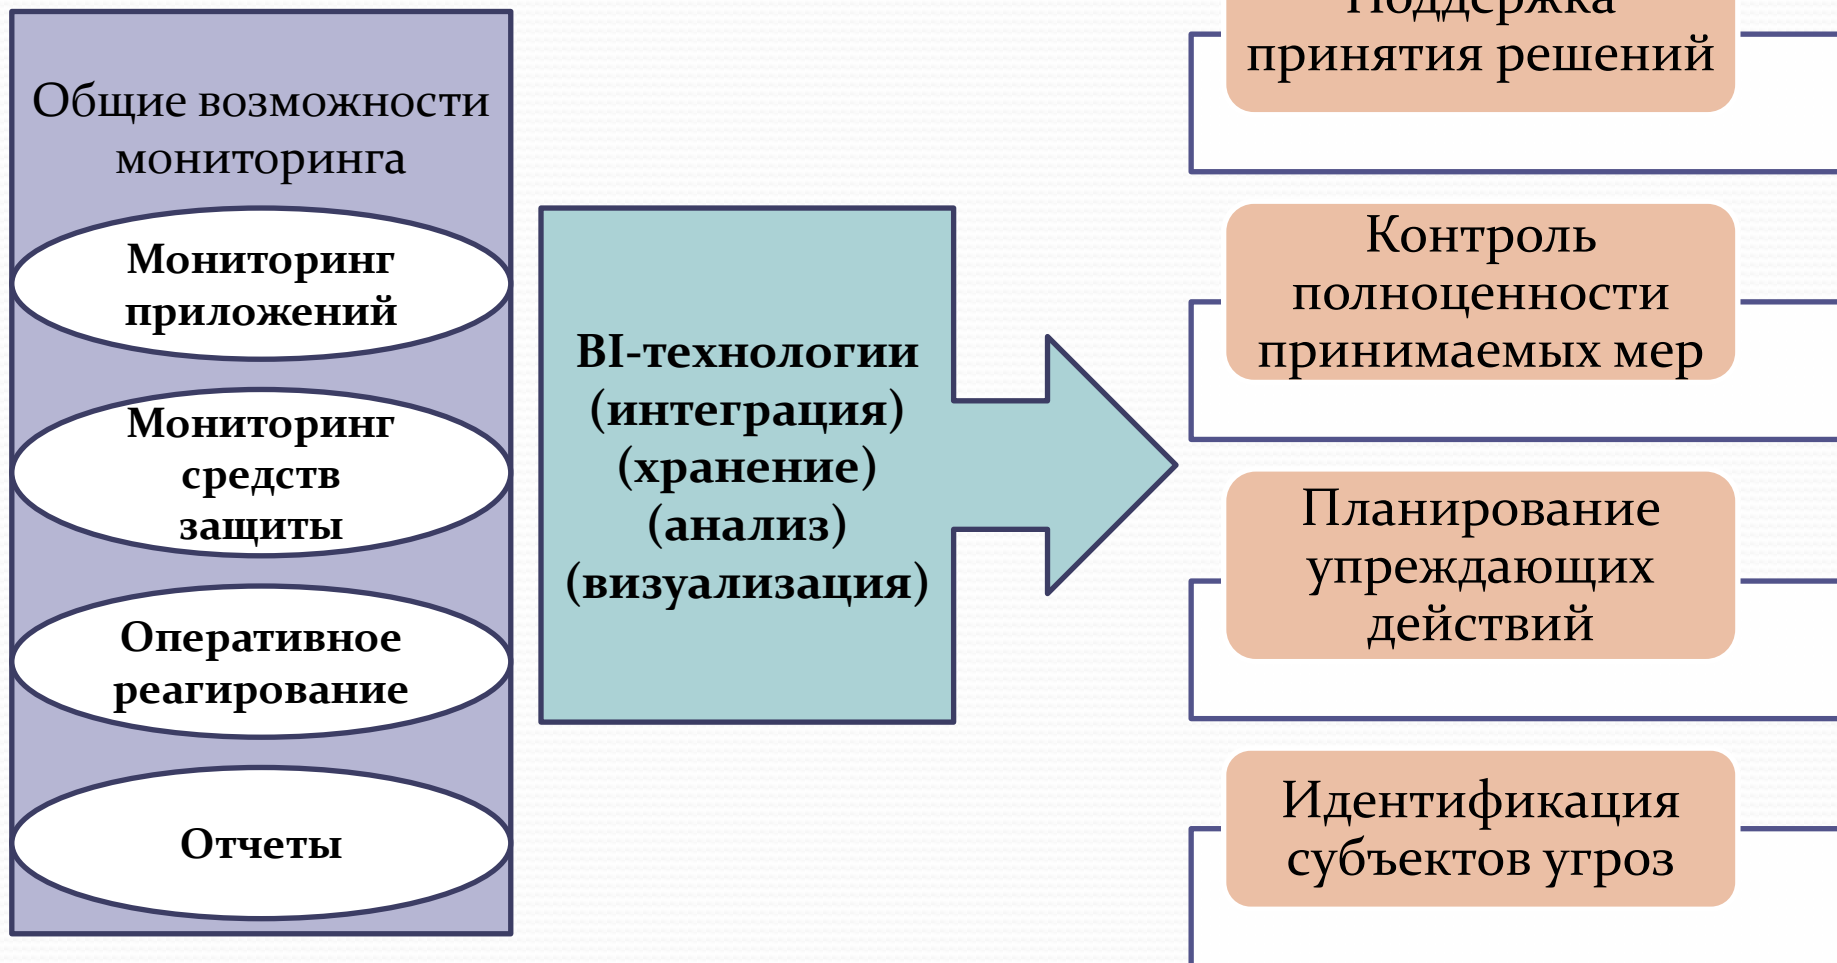 Общие возможности
мониторинга
Мониторинг
приложений
Мониторинг
средств
защиты
Оперативное
реагирование
Отчеты
BI-технологии
(интеграция)
(хранение)
(анализ)
(визуализация)
Поддержка
принятия решений
Контроль
полноценности
принимаемых мер
Планирование
упреждающих
действий
Идентификация
субъектов угроз